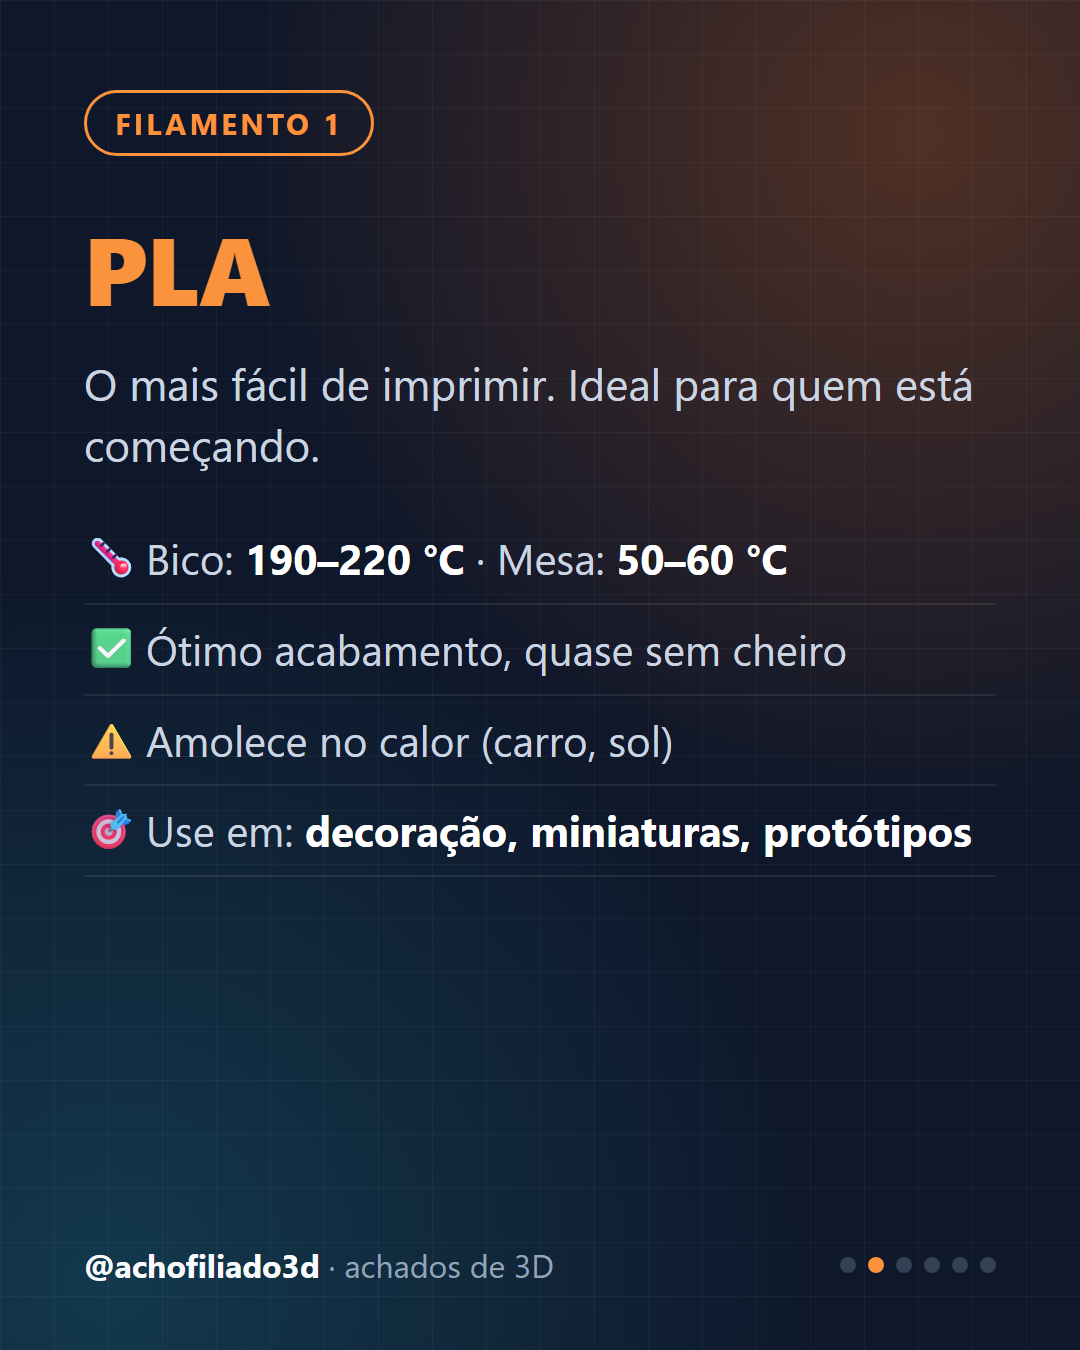 FILAMENTO 1
PLA
O mais fácil de imprimir. Ideal para quem está
começando.
🌡️ Bico: 190–220 °C · Mesa: 50–60 °C
✅ Ótimo acabamento, quase sem cheiro
⚠️ Amolece no calor (carro, sol)
🎯 Use em: decoração, miniaturas, protótipos
@achofiliado3d · achados de 3D